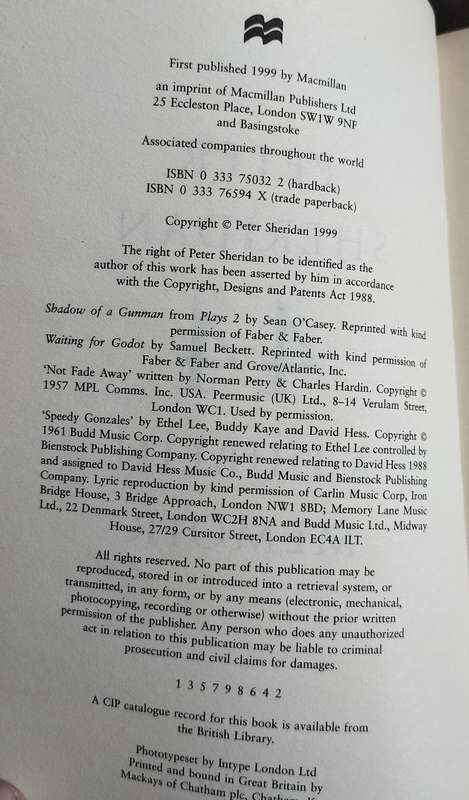 First published 1999 by Macmillan
an imprint of Macmillan Publishers Ltd
25 Eccleston Place, London SW1W 9NF
and Basingstoke
Associated companies throughout the world
ISBN 0 333 75032 2 (hardback)
ISBN 0 333 76594 X (trade paperback)
Copyright © Peter Sheridan 1999
The right of Peter Sheridan to be identified as the
author of this work has been asserted by him in accordance
with the Copyright, Designs and Patents Act 1988.
Shadow of a Gunman from Plays 2 by Sean O'Casey. Reprinted with kind
permission of Faber & Faber.
Waiting for Godot by Samuel Beckett. Reprinted with kind permission of
Faber & Faber and Grove/Atlantic, Inc.
'Not Fade Away' written by Norman Petty & Charles Hardin. Copyright ©
1957 MPL Comms. Inc. USA. Peermusic (UK) Ltd., 8–14 Verulam Street,
London WC1. Used by permission.
'Speedy Gonzales' by Ethel Lee, Buddy Kaye and David Hess. Copyright ©
1961 Budd Music Corp. Copyright renewed relating to Ethel Lee controlled by
Bienstock Publishing Company. Copyright renewed relating to David Hess 1988
and assigned to David Hess Music Co., Budd Music and Bienstock Publishing
Company. Lyric reproduction by kind permission of Carlin Music Corp, Iron
Bridge House, 3 Bridge Approach, London NW1 8BD; Memory Lane Music
Ltd., 22 Denmark Street, London WC2H 8NA and Budd Music Ltd., Midway
House, 27/29 Cursitor Street, London EC4A ILT.
All rights reserved. No part of this publication may be
reproduced, stored in or introduced into a retrieval system, or
transmitted, in any form, or by any means (electronic, mechanical,
photocopying, recording or otherwise) without the prior written
permission of the publisher. Any person who does any unauthorized
act in relation to this publication may be liable to criminal
prosecution and civil claims for damages.
1 3 5 7 9 8 6 4 2
A CIP catalogue record for this book is available from
the British Library.
Phototypeset by Intype London Ltd
Printed and bound in Great Britain by
Mackays of Chatham plc, Chatham,